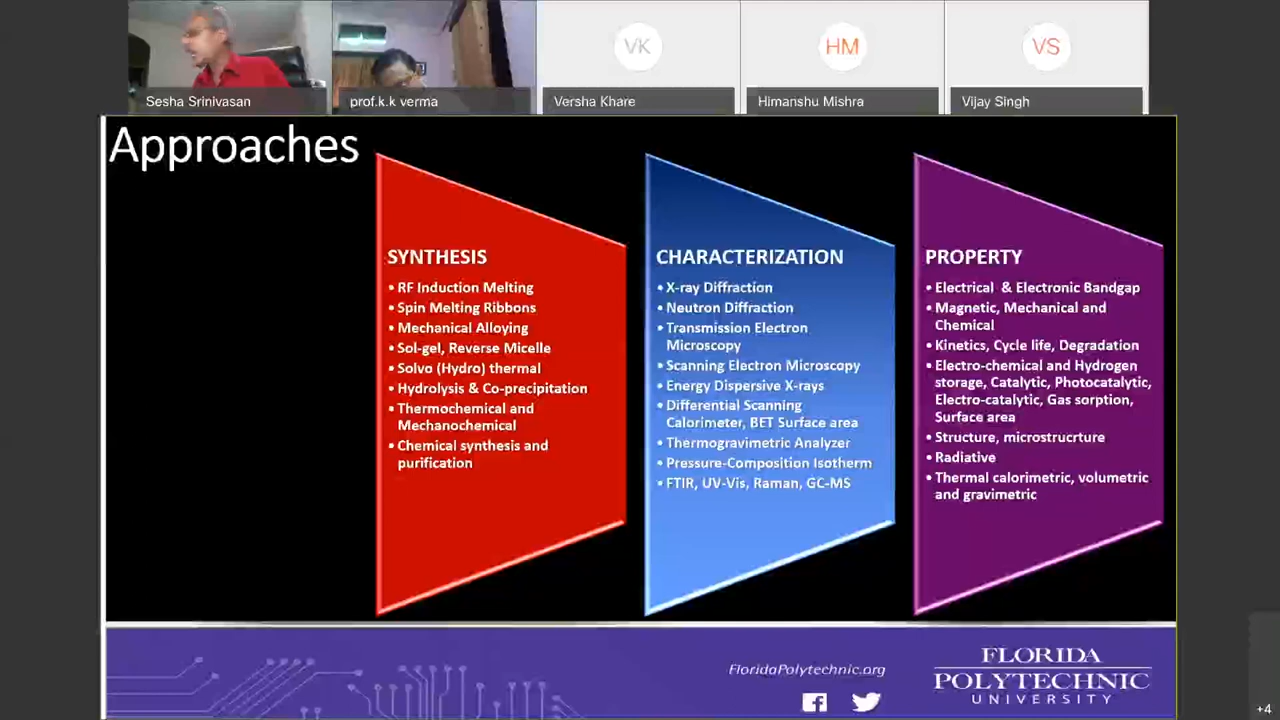 VK
HM
VS
Sesha Srinivasan
prof.k.k verma
Versha Khare
Himanshu Mishra
Vijay Singh
Approaches
SYNTHESIS
• RF Induction Melting
• Spin Melting Ribbons
• Mechanical Alloying
• Sol-gel, Reverse Micelle
• Solvo (Hydro) thermal
• Hydrolysis & Co-precipitation
• Thermochemical and
Mechanochemical
• Chemical synthesis and
purification
CHARACTERIZATION
• X-ray Diffraction
• Neutron Diffraction
• Transmission Electron
Microscopy
• Scanning Electron Microscopy
• Energy Dispersive X-rays
• Differential Scanning
Calorimeter, BET Surface area
• Thermogravimetric Analyzer
• Pressure-Composition Isotherm
• FTIR, UV-Vis, Raman, GC-MS
PROPERTY
• Electrical & Electronic Bandgap
• Magnetic, Mechanical and
Chemical
• Kinetics, Cycle life, Degradation
• Electro-chemical and Hydrogen
storage, Catalytic, Photocatalytic,
Electro-catalytic, Gas sorption,
Surface area
• Structure, microstrucrture
• Radiative
• Thermal calorimetric, volumetric
and gravimetric
FloridaPolytechnic.org
FLORIDA
POLYTECHNIC
UNIVERSITY
+4